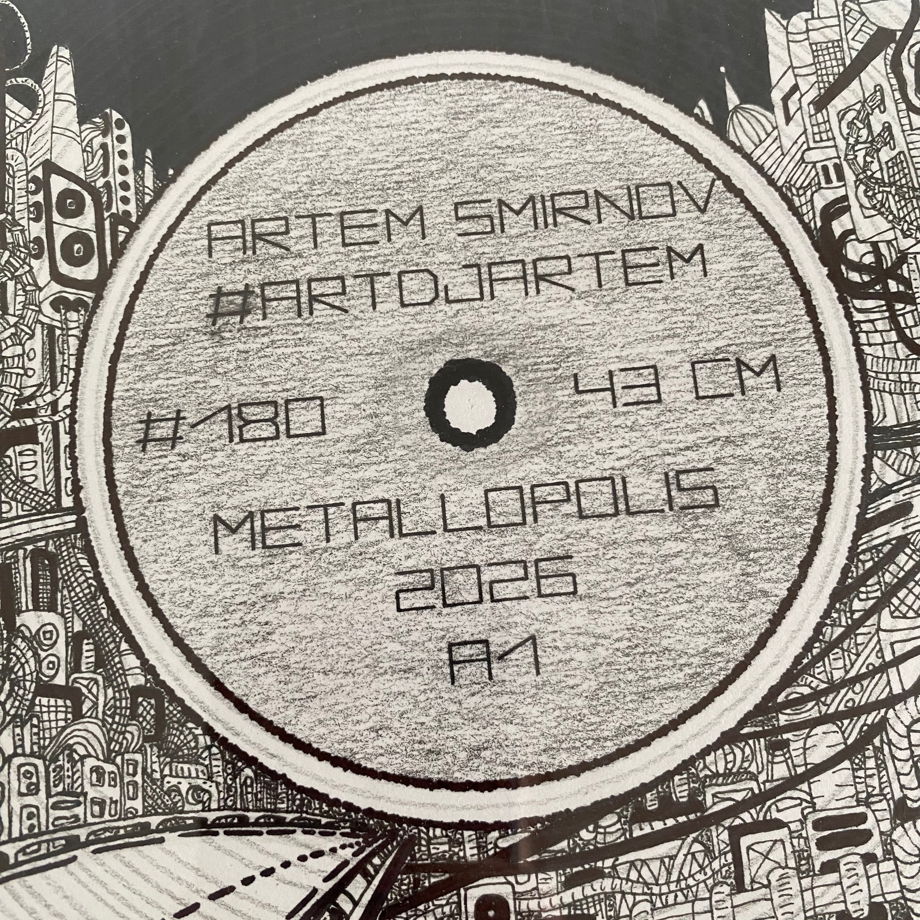 ARTEM SMIRNOV
#ARTDJARTEM
#180 43 CM
METALLOPOLIS
2026
A1